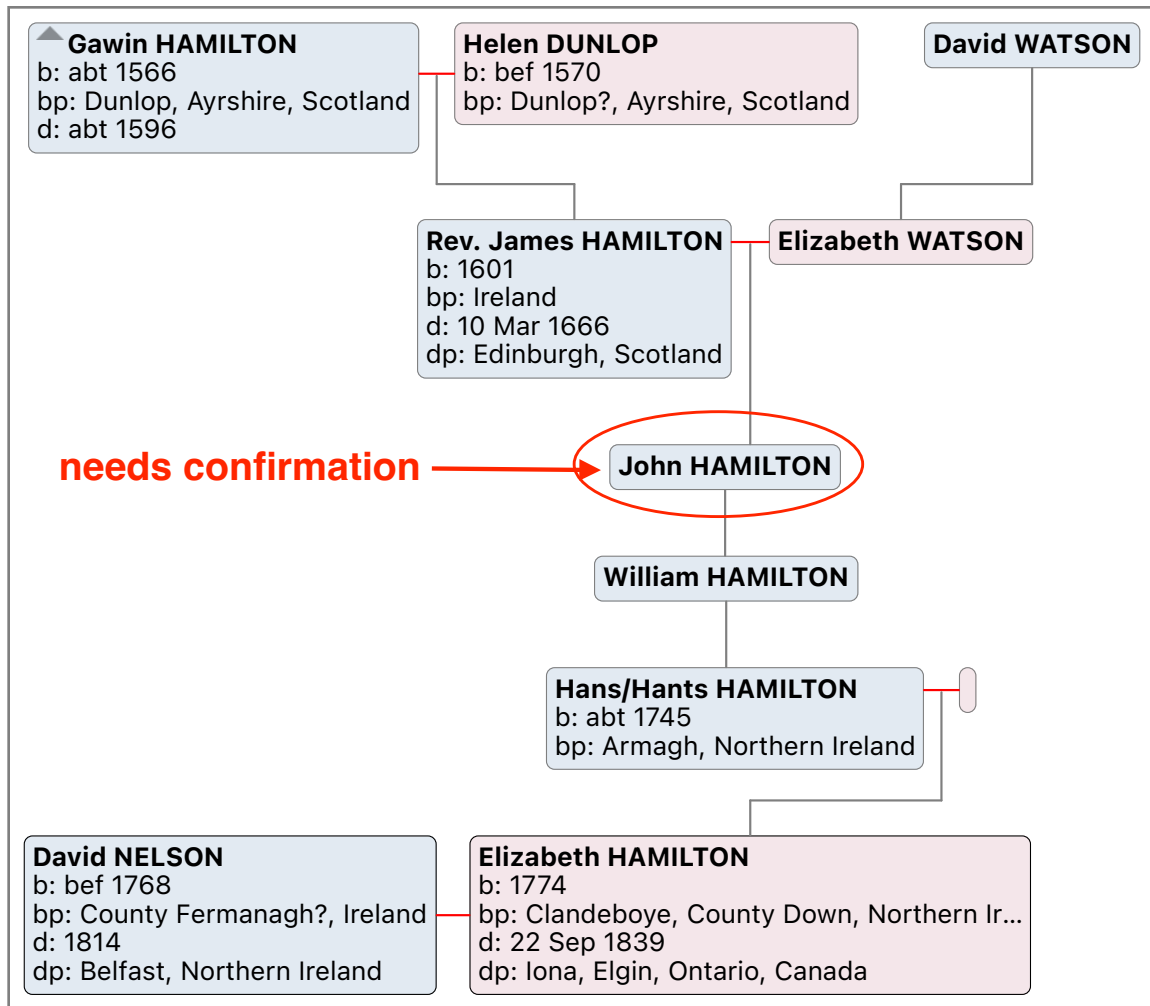 Gawin HAMILTON
b: abt 1566
bp: Dunlop, Ayrshire, Scotland
d: abt 1596
Helen DUNLOP
b: bef 1570
bp: Dunlop?, Ayrshire, Scotland
David WATSON
Rev. James HAMILTON
b: 1601
bp: Ireland
d: 10 Mar 1666
dp: Edinburgh, Scotland
Elizabeth WATSON
needs confirmation
John HAMILTON
William HAMILTON
Hans/Hants HAMILTON
b: abt 1745
bp: Armagh, Northern Ireland
David NELSON
b: bef 1768
bp: County Fermanagh?, Ireland
d: 1814
dp: Belfast, Northern Ireland
Elizabeth HAMILTON
b: 1774
bp: Clandeboye, County Down, Northern Ir...
d: 22 Sep 1839
dp: Iona, Elgin, Ontario, Canada